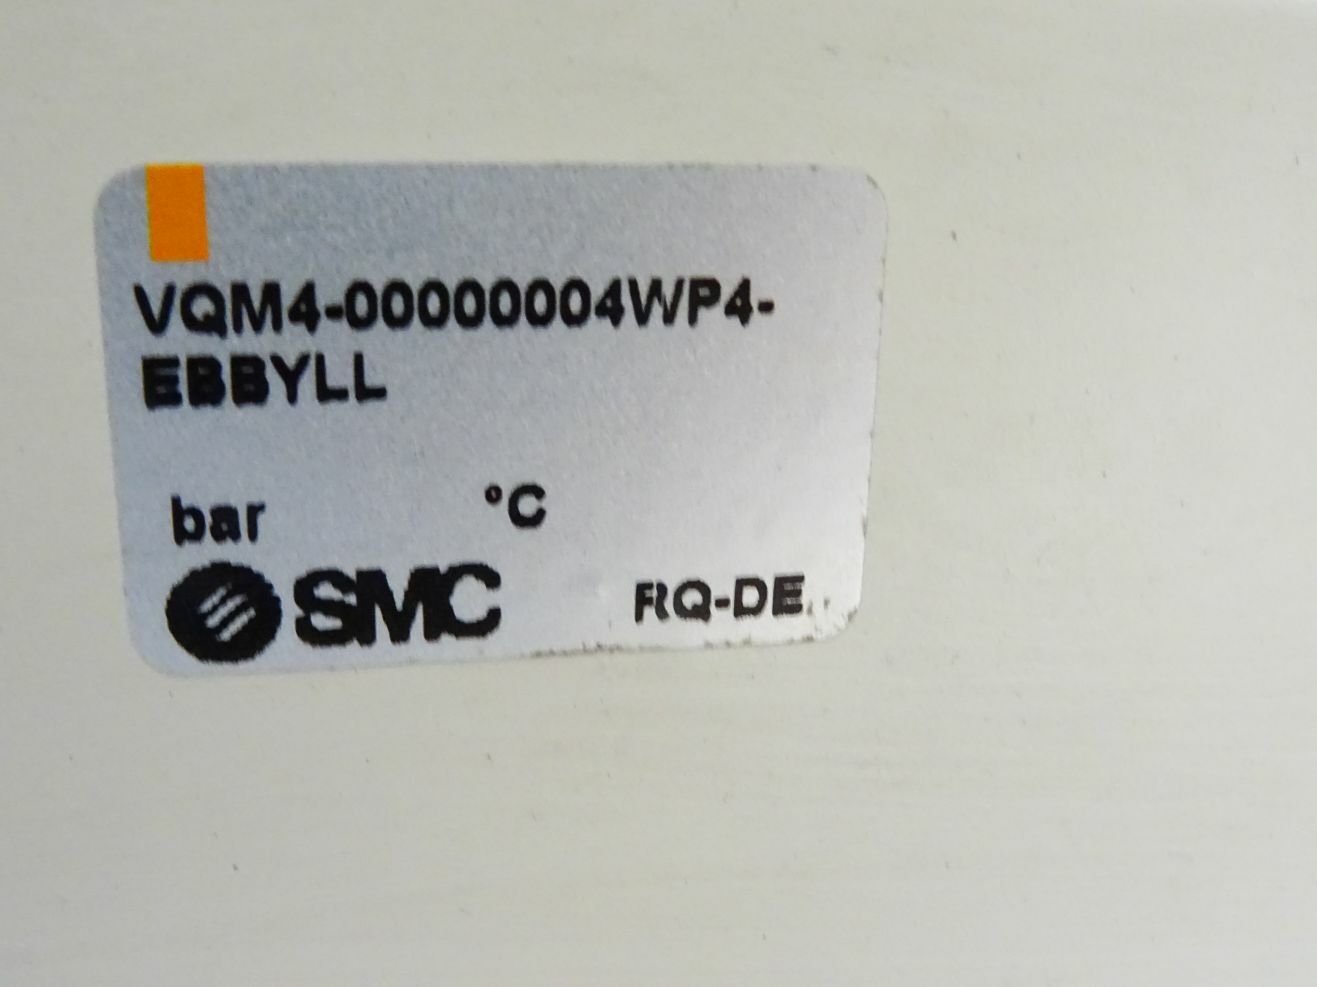 VQM4-00000004WP4-
EBBYLL
bar °C
SMC RQ-DE